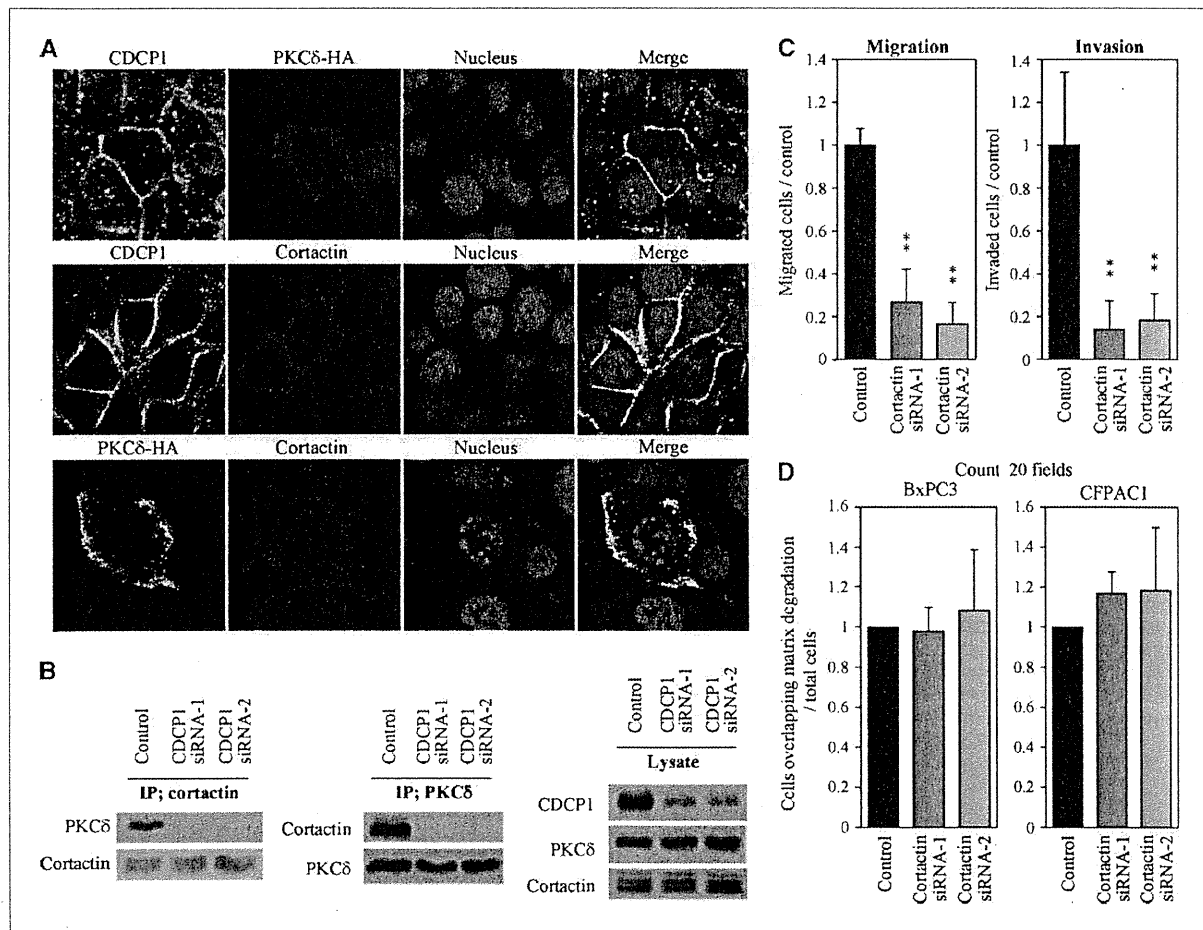 A
CDCP1 PKCδ-HA Nucleus Merge
CDCP1 Cortactin Nucleus Merge
PKCδ-HA Cortactin Nucleus Merge
B
Control
CDCP1 siRNA-1
CDCP1 siRNA-2
IP; cortactin
PKCδ
Cortactin
Control
CDCP1 siRNA-1
CDCP1 siRNA-2
IP; PKCδ
Cortactin
PKCδ
Control
CDCP1 siRNA-1
CDCP1 siRNA-2
Lysate
CDCP1
PKCδ
Cortactin
C
Migration
Migrated cells / control
1.4
1.2
1
0.8
0.6
0.4
0.2
0
**
**
Control
Cortactin siRNA-1
Cortactin siRNA-2
Invasion
Invaded cells / control
1.4
1.2
1
0.8
0.6
0.4
0.2
0
**
**
Control
Cortactin siRNA-1
Cortactin siRNA-2
D
Count 20 fields
BxPC3
Cells overlapping matrix degradation
/ total cells
1.6
1.4
1.2
1
0.8
0.6
0.4
0.2
0
Control
Cortactin siRNA-1
Cortactin siRNA-2
CFPAC1
1.6
1.4
1.2
1
0.8
0.6
0.4
0.2
0
Control
Cortactin siRNA-1
Cortactin siRNA-2